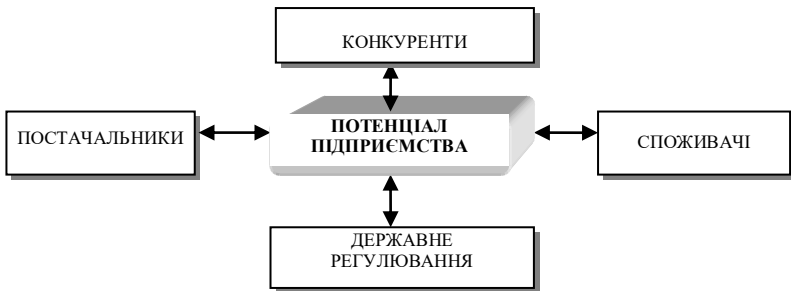 КОНКУРЕНТИ
ПОСТАЧАЛЬНИКИ
ПОТЕНЦІАЛ
ПІДПРИЄМСТВА
СПОЖИВАЧІ
ДЕРЖАВНЕ
РЕГУЛЮВАННЯ